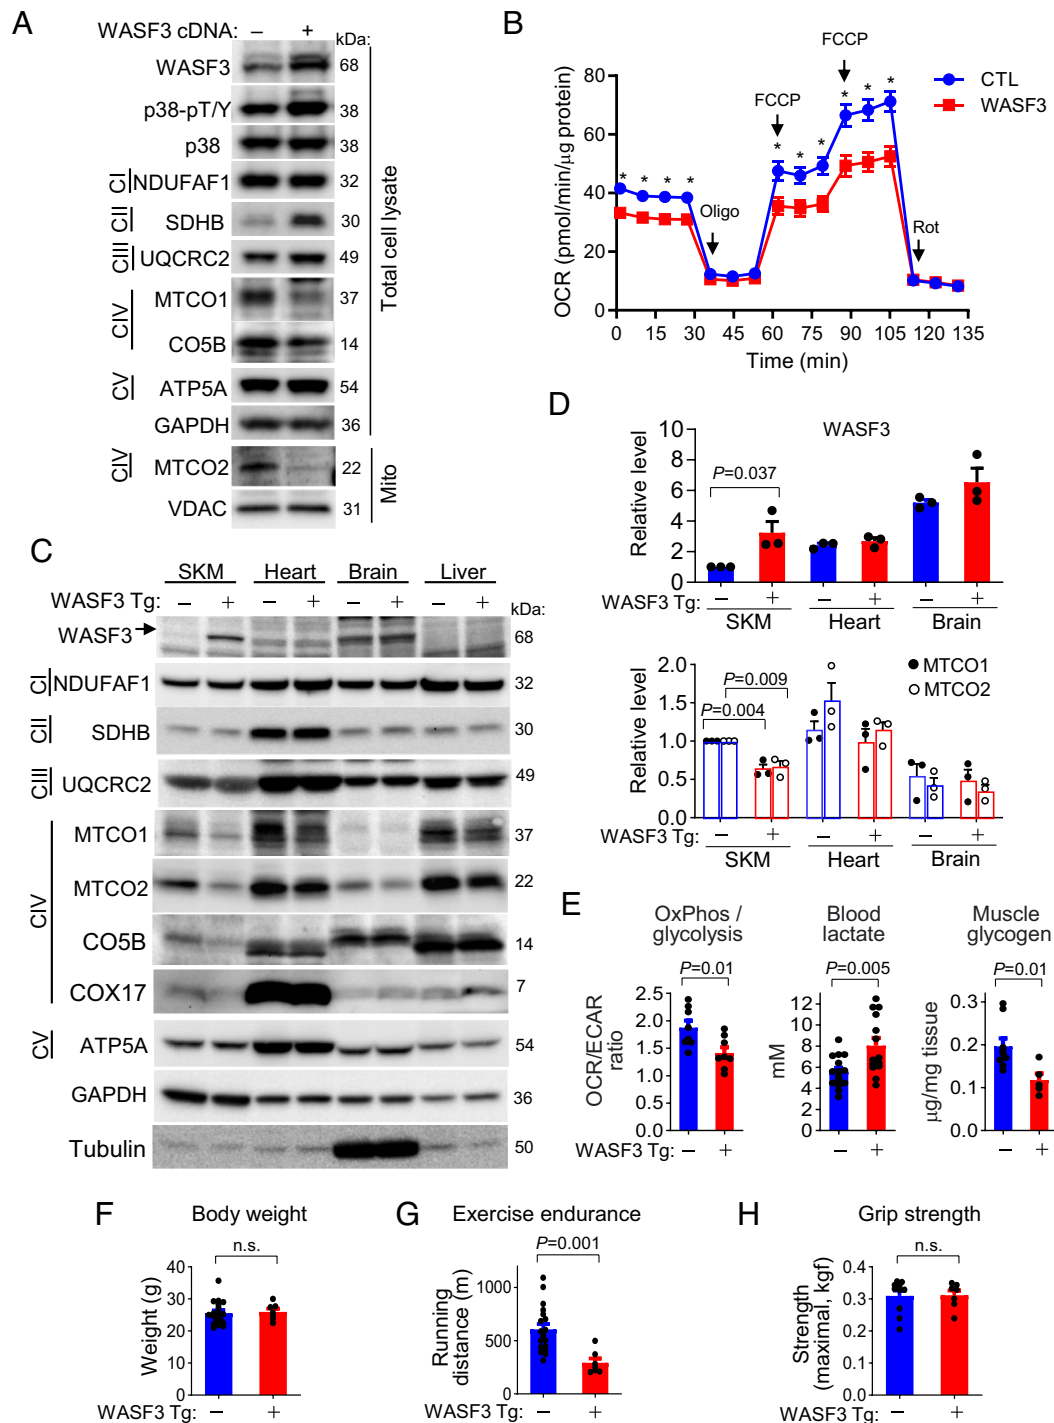 A
WASF3 cDNA: – +
kDa:
WASF3 68
p38-pT/Y 38
p38 38
CI NDUFAF1 32
CII SDHB 30
CIII UQCRC2 49
CIV MTCO1 37
CO5B 14
CV ATP5A 54
GAPDH 36
Total cell lysate
CIV MTCO2 22
VDAC 31
Mito
B
OCR (pmol/min/µg protein)
80
60
40
20
0
* * * *
Oligo
FCCP
* * *
FCCP
* * *
Rot
CTL
WASF3
1 15 30 45 60 75 90 105 120 135
Time (min)
C
SKM Heart Brain Liver
WASF3 Tg: – + – + – + – +
kDa:
WASF3 68
CI NDUFAF1 32
CII SDHB 30
CIII UQCRC2 49
CIV MTCO1 37
MTCO2 22
CO5B 14
COX17 7
CV ATP5A 54
GAPDH 36
Tubulin 50
D
WASF3
Relative level
10
8
6
4
2
0
P=0.037
WASF3 Tg: – + – + – +
SKM Heart Brain
Relative level
2.0
1.5
1.0
0.5
0.0
P=0.009
P=0.004
MTCO1
MTCO2
WASF3 Tg: – + – + – +
SKM Heart Brain
E
OxPhos /
glycolysis
P=0.01
OCR/ECAR
ratio
2.5
2.0
1.5
1.0
0.5
0.0
WASF3 Tg: – +
Blood
lactate
P=0.005
mM
12
10
8
6
4
2
0
– +
Muscle
glycogen
P=0.01
µg/mg tissue
0.3
0.2
0.1
0.0
– +
F
Body weight
n.s.
Weight (g)
40
30
20
10
0
WASF3 Tg: – +
G
Exercise endurance
P=0.001
Running
distance (m)
1000
500
0
WASF3 Tg: – +
H
Grip strength
n.s.
Strength
(maximal, kgf)
0.4
0.3
0.2
0.1
0.0
WASF3 Tg: – +